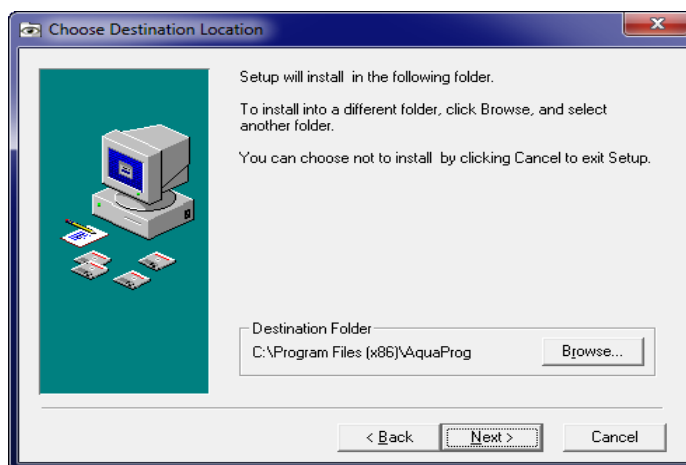 Choose Destination Location
Setup will install in the following folder.
To install into a different folder, click Browse, and select
another folder.
You can choose not to install by clicking Cancel to exit Setup.
Destination Folder
C:\Program Files (x86)\AquaProg
Browse...
< Back
Next >
Cancel